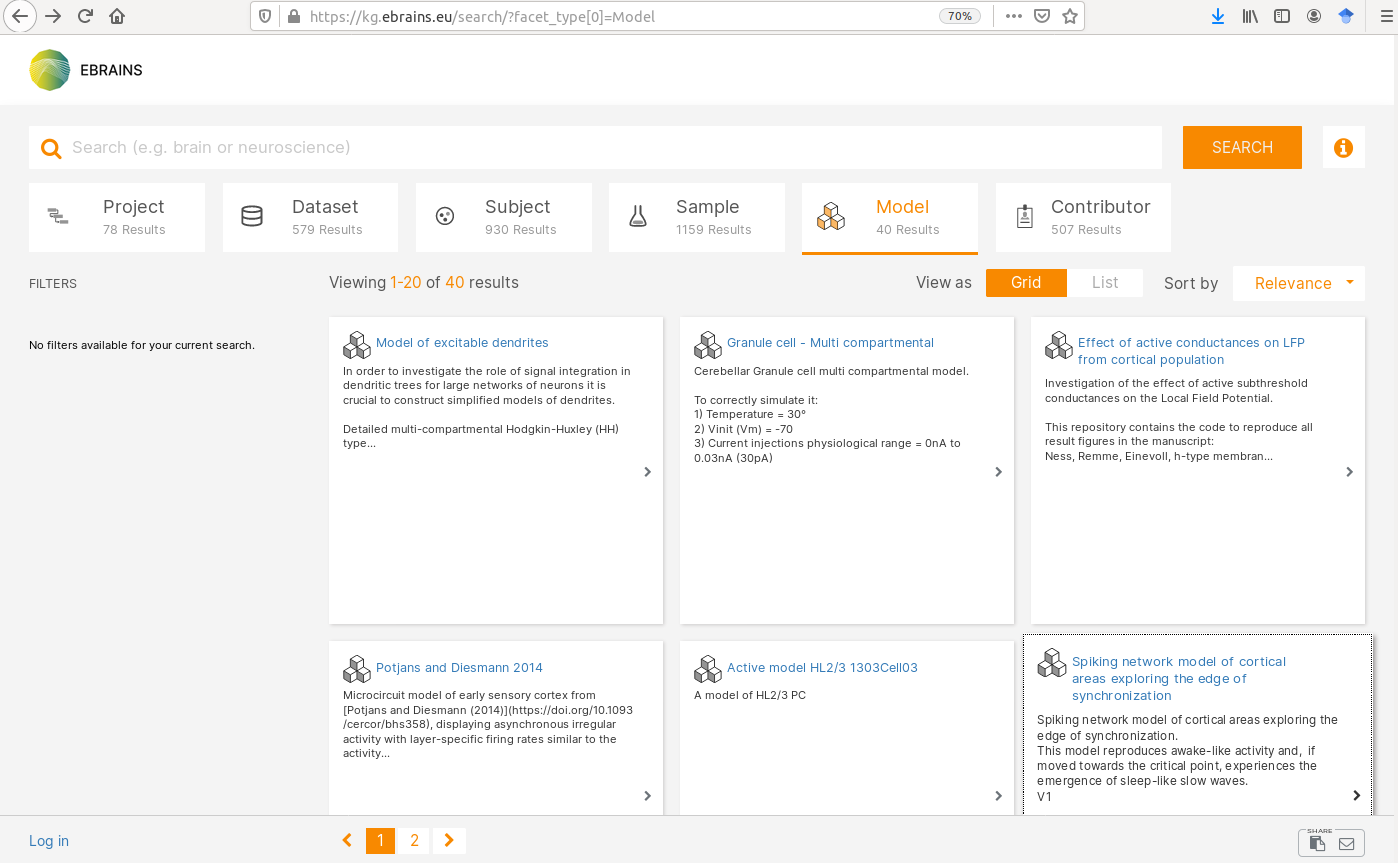 https://kg.ebrains.eu/search/?facet_type[0]=Model
70%
EBRAINS
Search (e.g. brain or neuroscience)
SEARCH
Project
78 Results
Dataset
579 Results
Subject
930 Results
Sample
1159 Results
Model
40 Results
Contributor
507 Results
FILTERS
Viewing 1-20 of 40 results
View as
Grid
List
Sort by
Relevance
No filters available for your current search.
Model of excitable dendrites
In order to investigate the role of signal integration in
dendritic trees for large networks of neurons it is
crucial to construct simplified models of dendrites.
Detailed multi-compartmental Hodgkin-Huxley (HH)
type...
Granule cell - Multi compartmental
Cerebellar Granule cell multi compartmental model.
To correctly simulate it:
1) Temperature = 30°
2) Vinit (Vm) = -70
3) Current injections physiological range = 0nA to
0.03nA (30pA)
Effect of active conductances on LFP
from cortical population
Investigation of the effect of active subthreshold
conductances on the Local Field Potential.
This repository contains the code to reproduce all
result figures in the manuscript:
Ness, Remme, Einevoll, h-type membran...
Potjans and Diesmann 2014
Microcircuit model of early sensory cortex from
[Potjans and Diesmann (2014)](https://doi.org/10.1093
/cercor/bhs358), displaying asynchronous irregular
activity with layer-specific firing rates similar to the
activity...
Active model HL2/3 1303Cell03
A model of HL2/3 PC
Spiking network model of cortical
areas exploring the edge of
synchronization
Spiking network model of cortical areas exploring the
edge of synchronization.
This model reproduces awake-like activity and, if
moved towards the critical point, experiences the
emergence of sleep-like slow waves.
V1
Log in
1
2
SHARE